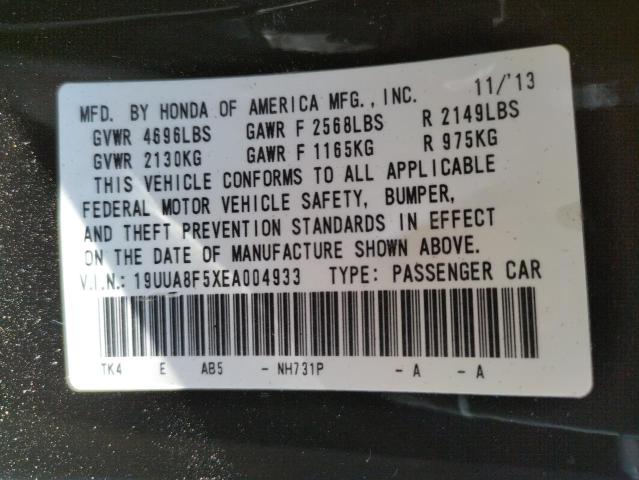 MFD. BY HONDA OF AMERICA MFG., INC. 11/'13
GVWR 4696LBS GAWR F 2568LBS R 2149LBS
GVWR 2130KG GAWR F 1165KG R 975KG
THIS VEHICLE CONFORMS TO ALL APPLICABLE
FEDERAL MOTOR VEHICLE SAFETY, BUMPER,
AND THEFT PREVENTION STANDARDS IN EFFECT
ON THE DATE OF MANUFACTURE SHOWN ABOVE.
V.I.N.: 19UUA8F5XEA004933 TYPE: PASSENGER CAR
TK4 E AB5 - NH731P - A - A